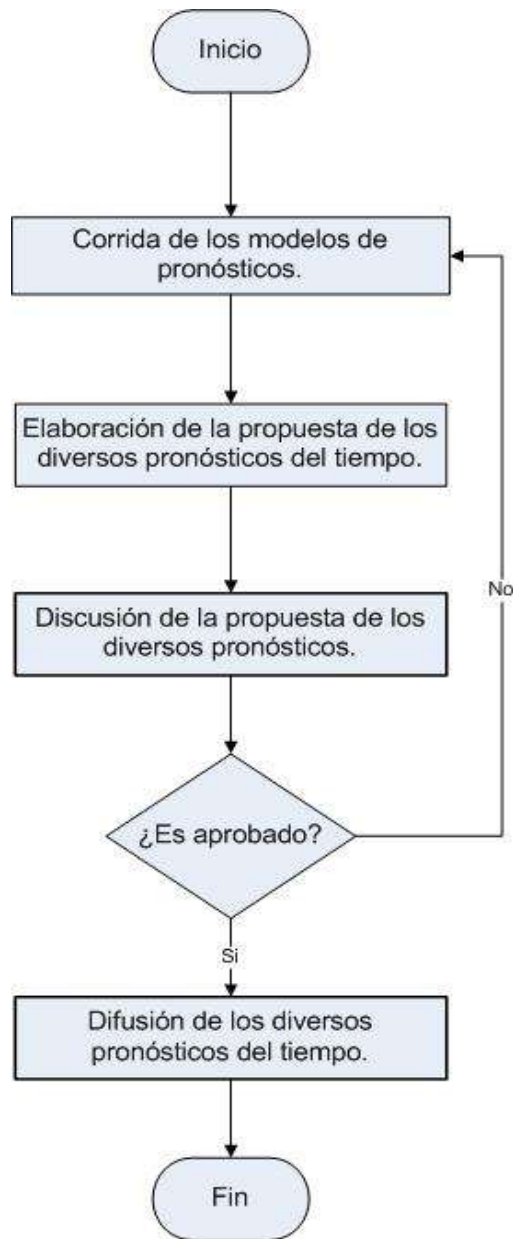 Inicio
Corrida de los modelos de
pronósticos.
Elaboración de la propuesta de los
diversos pronósticos del tiempo.
Discusión de la propuesta de los
diversos pronósticos.
No
¿Es aprobado?
Si
Difusión de los diversos
pronósticos del tiempo.
Fin